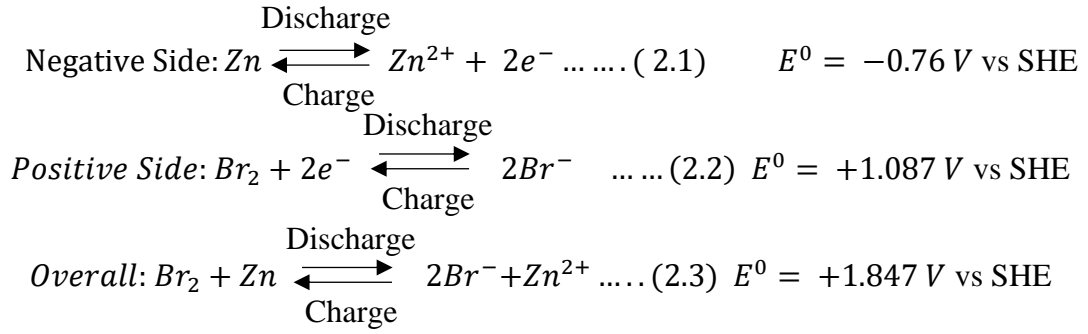 Discharge
Negative Side: Zn ⇄ Zn²⁺ + 2e⁻ … … . ( 2.1) E⁰ = −0.76 V vs SHE
Charge
Discharge
Positive Side: Br₂ + 2e⁻ ⇄ 2Br⁻ … … (2.2) E⁰ = +1.087 V vs SHE
Charge
Discharge
Overall: Br₂ + Zn ⇄ 2Br⁻+Zn²⁺ … . . (2.3) E⁰ = +1.847 V vs SHE
Charge